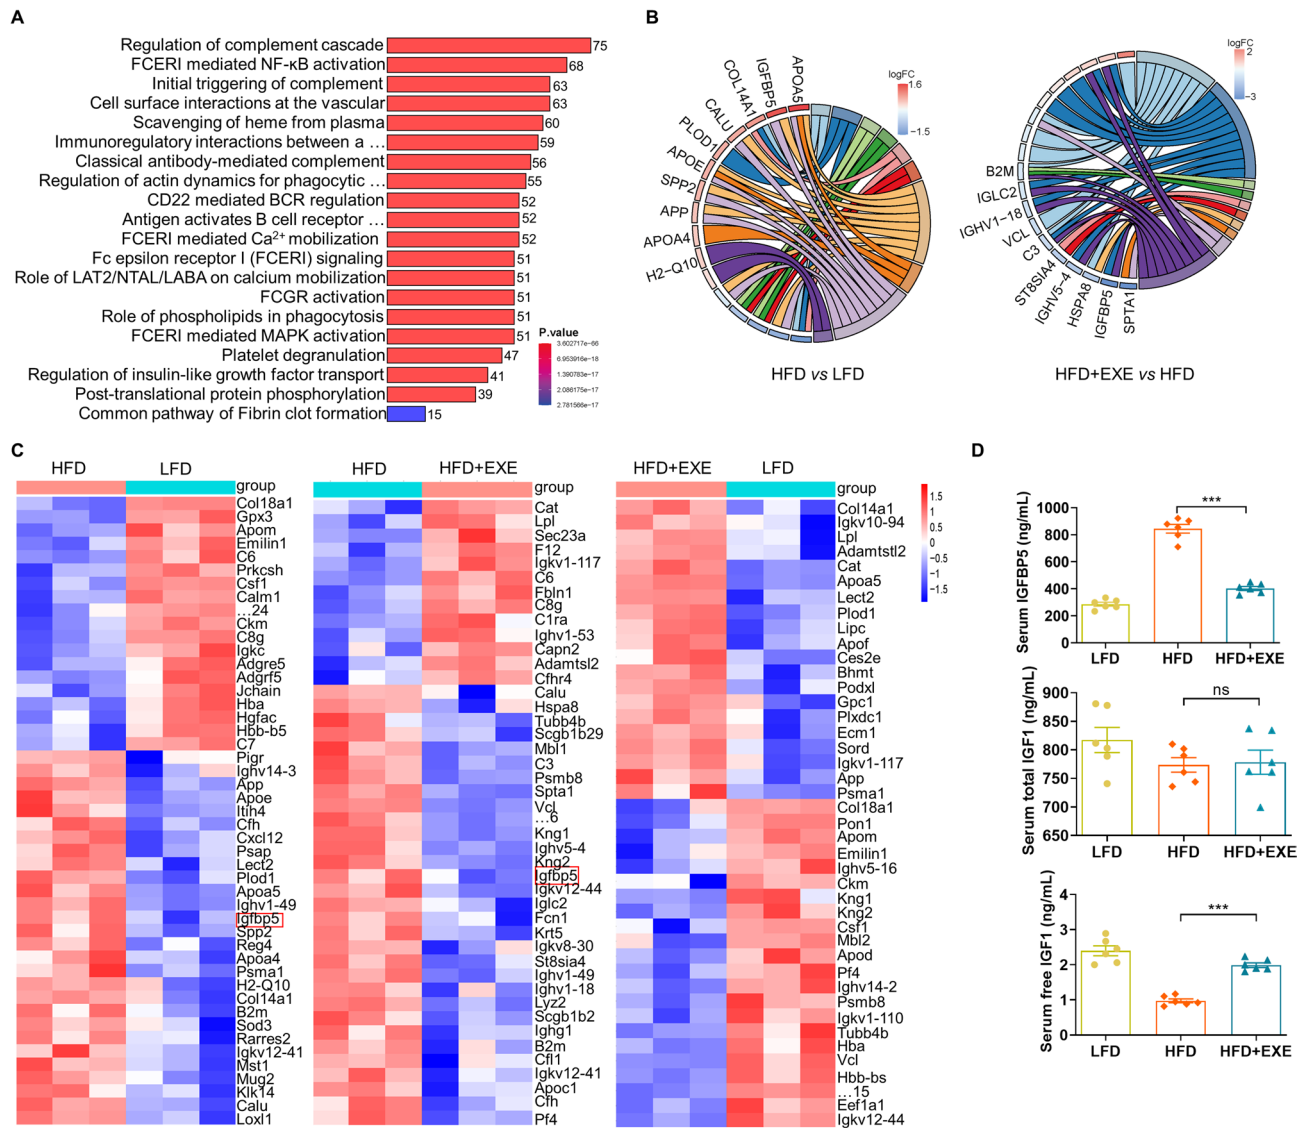 A
Regulation of complement cascade 75
FCERI mediated NF-κB activation 68
Initial triggering of complement 63
Cell surface interactions at the vascular 63
Scavenging of heme from plasma 60
Immunoregulatory interactions between a ... 59
Classical antibody-mediated complement 56
Regulation of actin dynamics for phagocytic ... 55
CD22 mediated BCR regulation 52
Antigen activates B cell receptor ... 52
FCERI mediated Ca2+ mobilization 52
Fc epsilon receptor I (FCERI) signaling 51
Role of LAT2/NTAL/LABA on calcium mobilization 51
FCGR activation 51
Role of phospholipids in phagocytosis 51
FCERI mediated MAPK activation 51
Platelet degranulation 47
Regulation of insulin-like growth factor transport 41
Post-translational protein phosphorylation 39
Common pathway of Fibrin clot formation 15
P.value
3.602717e-66
6.953916e-18
1.390783e-17
2.086175e-17
2.781566e-17
B
APOA5
IGFBP5
COL14A1
CALU
PLOD1
APOE
SPP2
APP
APOA4
H2-Q10
logFC
1.6
-1.5
HFD vs LFD
logFC
2
-3
B2M
IGLC2
IGHV1-18
VCL
C3
ST8SIA4
IGHV5-4
HSPA8
IGFBP5
SPTA1
HFD+EXE vs HFD
C
HFD LFD
group
Col18a1
Gpx3
Apom
Emilin1
C6
Prkcsh
Csf1
Calm1
...24
Ckm
C8g
Igkc
Adgre5
Adgrf5
Jchain
Hba
Hgfac
Hbb-b5
C7
Pigr
Ighv14-3
App
Apoe
Itih4
Cfh
Cxcl12
Psap
Lect2
Plod1
Apoa5
Ighv1-49
Igfbp5
Spp2
Reg4
Apoa4
Psma1
H2-Q10
Col14a1
B2m
Sod3
Rarres2
Igkv12-41
Mst1
Mug2
Klk14
Calu
Loxl1
HFD HFD+EXE
group
Cat
Lpl
Sec23a
F12
Igkv1-117
C6
Fbln1
C8g
C1ra
Ighv1-53
Capn2
Adamtsl2
Cfhr4
Calu
Hspa8
Tubb4b
Scgb1b29
Mbl1
C3
Psmb8
Spta1
Vcl
...6
Kng1
Ighv5-4
Kng2
Igfbp5
Igkv12-44
Iglc2
Fcn1
Krt5
Igkv8-30
St8sia4
Ighv1-49
Ighv1-18
Lyz2
Scgb1b2
Ighg1
B2m
Cfl1
Igkv12-41
Apoc1
Cfh
Pf4
HFD+EXE LFD
group
Col14a1
Igkv10-94
Lpl
Adamtstl2
Cat
Apoa5
Lect2
Plod1
Lipc
Apof
Ces2e
Bhmt
Podxl
Gpc1
Plxdc1
Ecm1
Sord
Igkv1-117
App
Psma1
Col18a1
Pon1
Apom
Emilin1
Ighv5-16
Ckm
Kng1
Kng2
Csf1
Mbl2
Apod
Pf4
Ighv14-2
Psmb8
Igkv1-110
Tubb4b
Hba
Vcl
Hbb-bs
...15
Eef1a1
Igkv12-44
1.5
1
0.5
0
−0.5
−1
−1.5
D
Serum IGFBP5 (ng/mL)
1000
800
600
400
200
0
***
LFD HFD HFD+EXE
Serum total IGF1 (ng/mL)
900
850
800
750
700
650
ns
LFD HFD HFD+EXE
Serum free IGF1 (ng/mL)
4
3
2
1
0
***
LFD HFD HFD+EXE